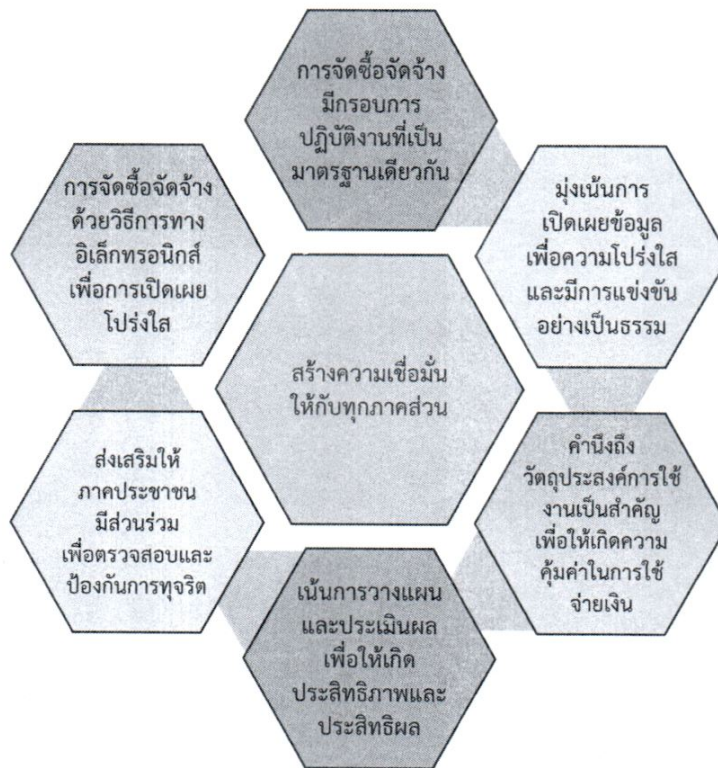 การจัดซื้อจัดจ้าง
มีกรอบการ
ปฏิบัติงานที่เป็น
มาตรฐานเดียวกัน
มุ่งเน้นการ
เปิดเผยข้อมูล
เพื่อความโปร่งใส
และมีการแข่งขัน
อย่างเป็นธรรม
คำนึงถึง
วัตถุประสงค์การใช้
งานเป็นสำคัญ
เพื่อให้เกิดความ
คุ้มค่าในการใช้
จ่ายเงิน
เน้นการวางแผน
และประเมินผล
เพื่อให้เกิด
ประสิทธิภาพและ
ประสิทธิผล
ส่งเสริมให้
ภาคประชาชน
มีส่วนร่วม
เพื่อตรวจสอบและ
ป้องกันการทุจริต
การจัดซื้อจัดจ้าง
ด้วยวิธีการทาง
อิเล็กทรอนิกส์
เพื่อการเปิดเผย
โปร่งใส
สร้างความเชื่อมั่น
ให้กับทุกภาคส่วน